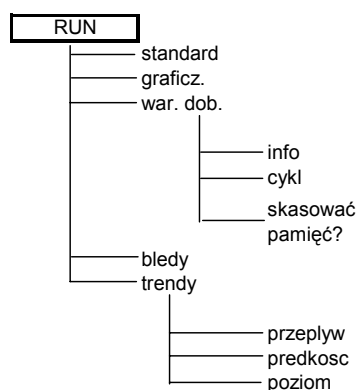 RUN
standard
graficz.
war. dob.
info
cykl
skasować
pamięć?
bledy
trendy
przeplyw
predkosc
poziom